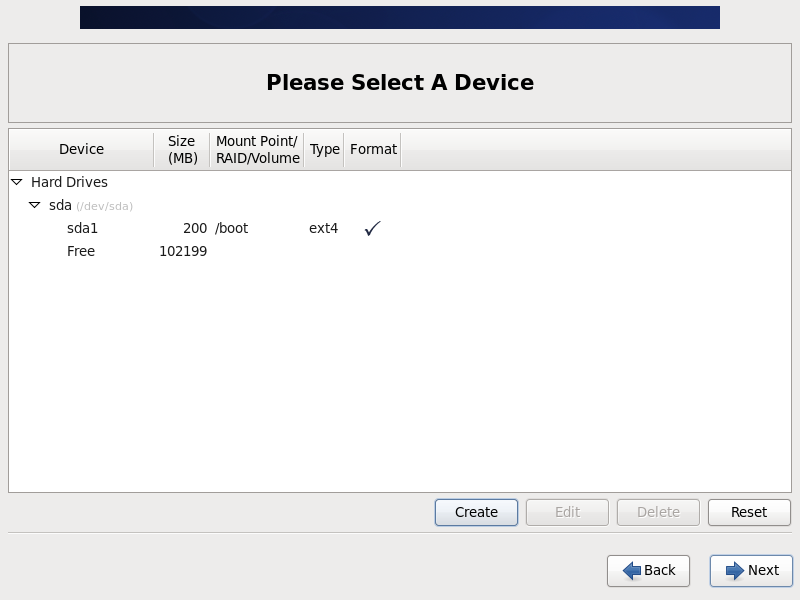 Please Select A Device
Device Size (MB) Mount Point/ RAID/Volume Type Format
Hard Drives
sda (/dev/sda)
sda1 200 /boot ext4 ✓
Free 102199
Create Edit Delete Reset
Back Next